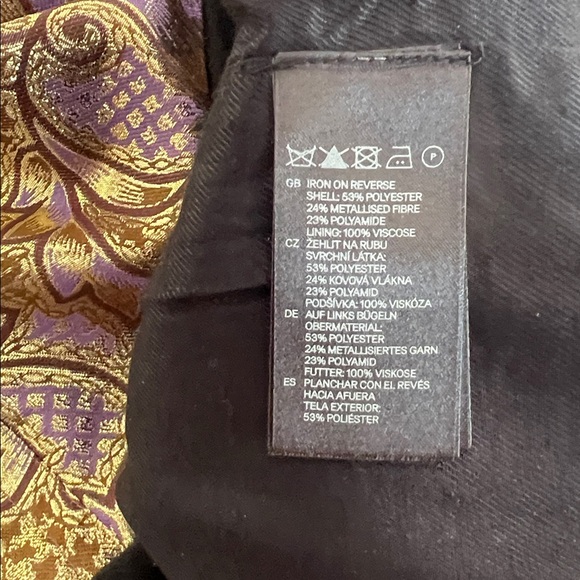 P
GB IRON ON REVERSE
SHELL: 53% POLYESTER
24% METALLISED FIBRE
23% POLYAMIDE
LINING: 100% VISCOSE
CZ ŽEHLIT NA RUBU
SVRCHNÍ LÁTKA:
53% POLYESTER
24% KOVOVÁ VLÁKNA
23% POLYAMID
PODŠÍVKA: 100% VISKÓZA
DE AUF LINKS BÜGELN
OBERMATERIAL:
53% POLYESTER
24% METALLISIERTES GARN
23% POLYAMID
FUTTER: 100% VISKOSE
ES PLANCHAR CON EL REVÉS
HACIA AFUERA
TELA EXTERIOR:
53% POLIÉSTER